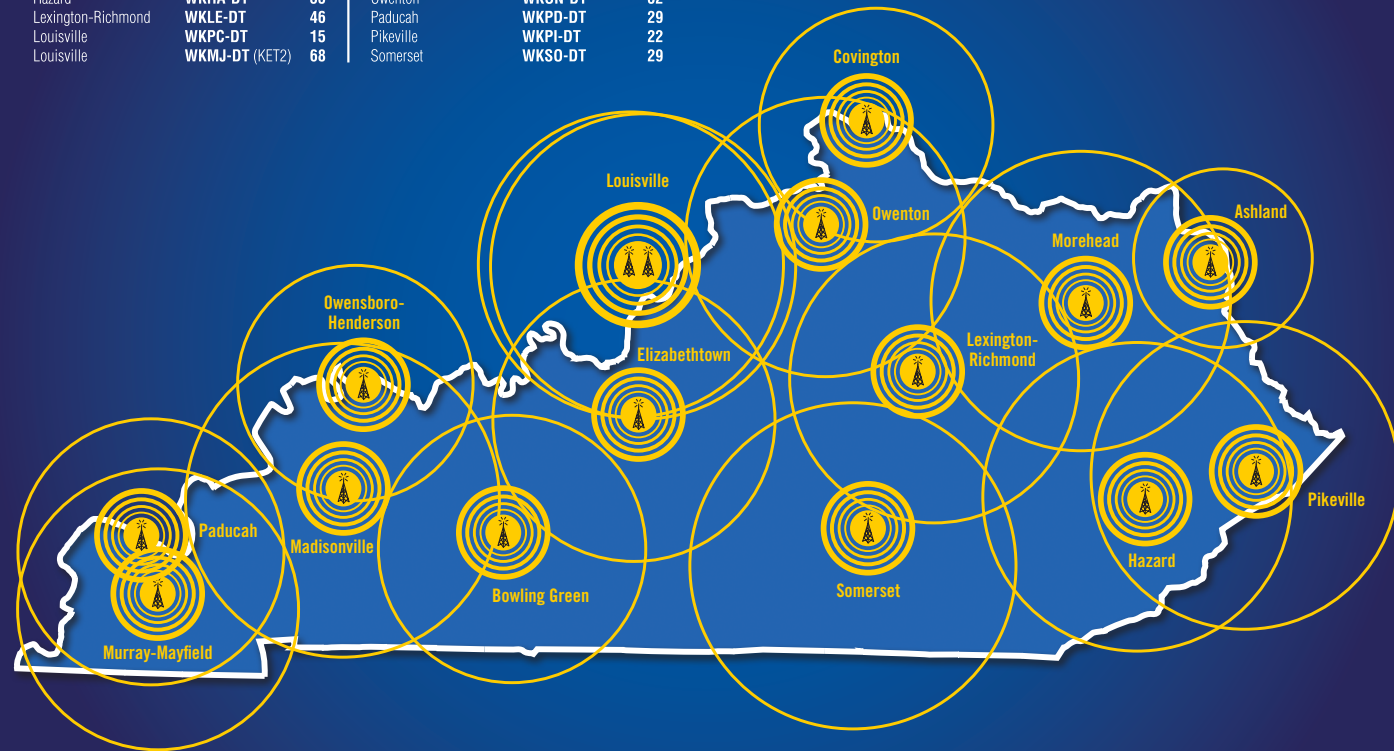 Lexington-Richmond WKLE-DT 46
Louisville WKPC-DT 15
Louisville WKMJ-DT (KET2) 68
Paducah WKPD-DT 29
Pikeville WKPI-DT 22
Somerset WKSO-DT 29
Covington
Louisville
Owenton
Ashland
Morehead
Owensboro-
Henderson
Elizabethtown
Lexington-
Richmond
Paducah
Madisonville
Pikeville
Hazard
Bowling Green
Somerset
Murray-Mayfield